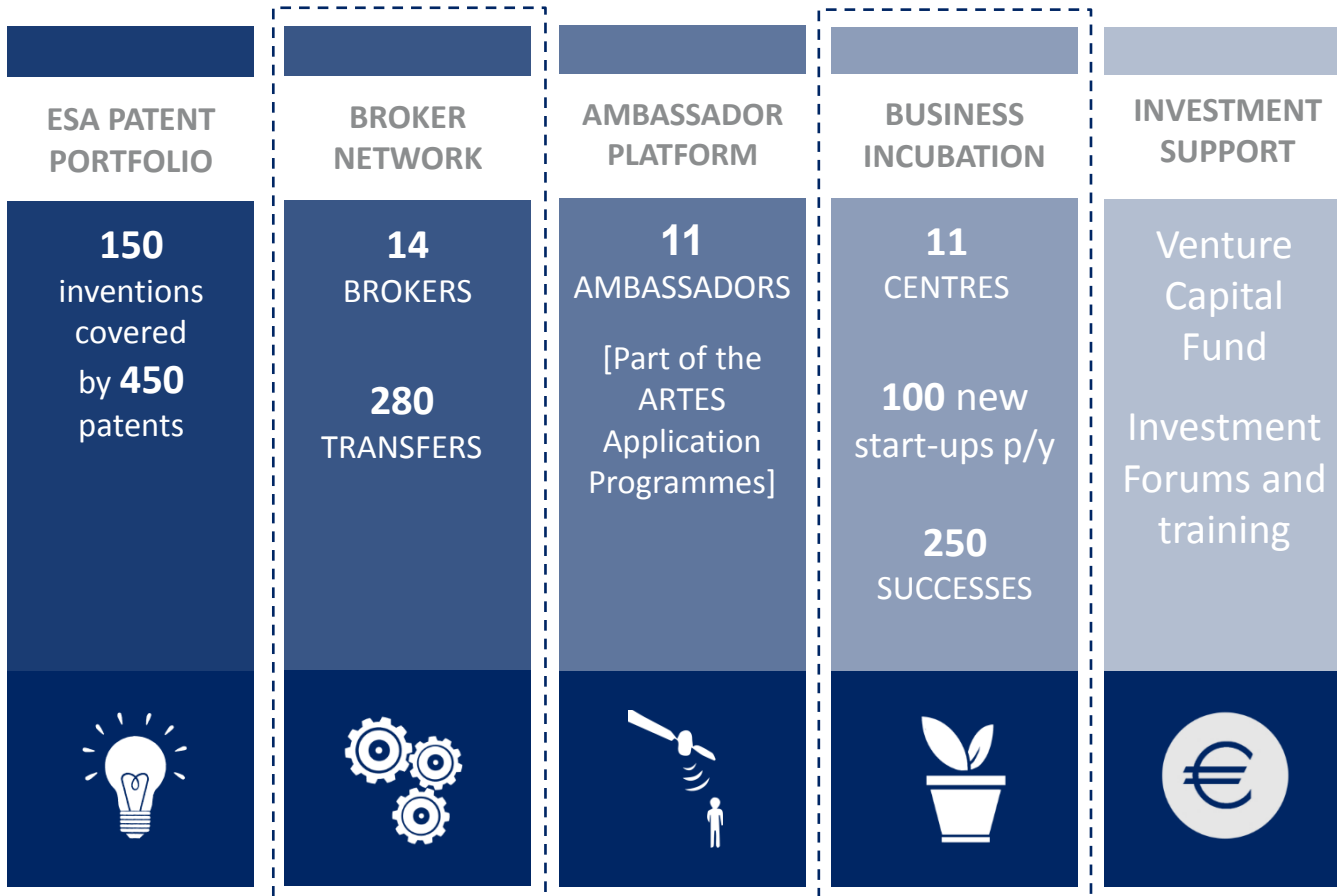 ESA PATENT
PORTFOLIO
150
inventions
covered
by 450
patents
BROKER
NETWORK
14
BROKERS
280
TRANSFERS
AMBASSADOR
PLATFORM
11
AMBASSADORS
[Part of the
ARTES
Application
Programmes]
BUSINESS
INCUBATION
11
CENTRES
100 new
start-ups p/y
250
SUCCESSES
INVESTMENT
SUPPORT
Venture
Capital
Fund
Investment
Forums and
training
€